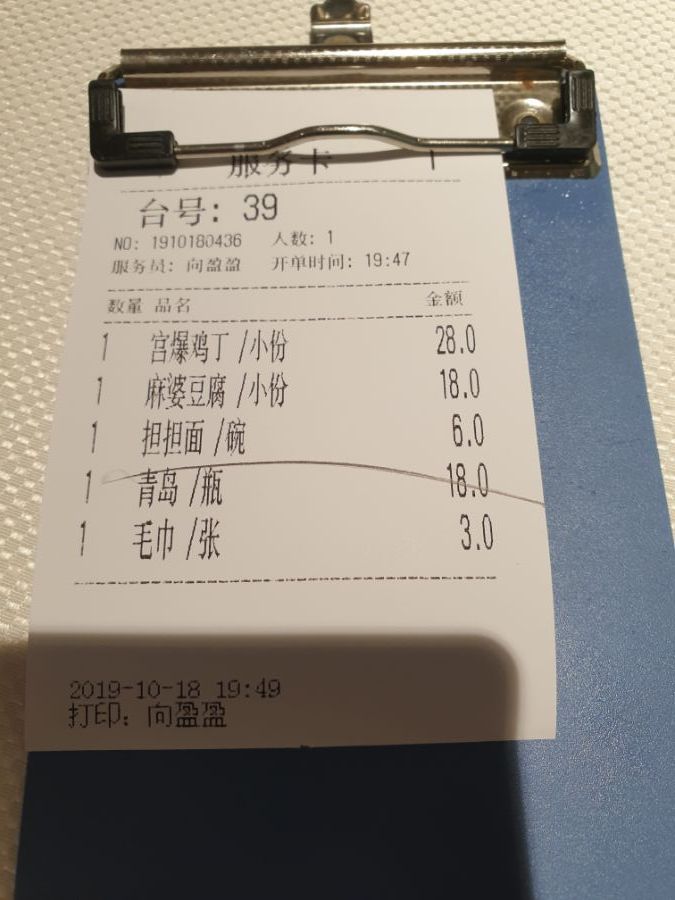 服务卡 1
台号: 39
NO: 1910180436 人数: 1
服务员: 向盈盈 开单时间: 19:47
数量 品名 金额
1 宫爆鸡丁 /小份 28.0
1 麻婆豆腐 /小份 18.0
1 担担面 /碗 6.0
1 青岛 /瓶 18.0
1 毛巾 /张 3.0
2019-10-18 19:49
打印: 向盈盈